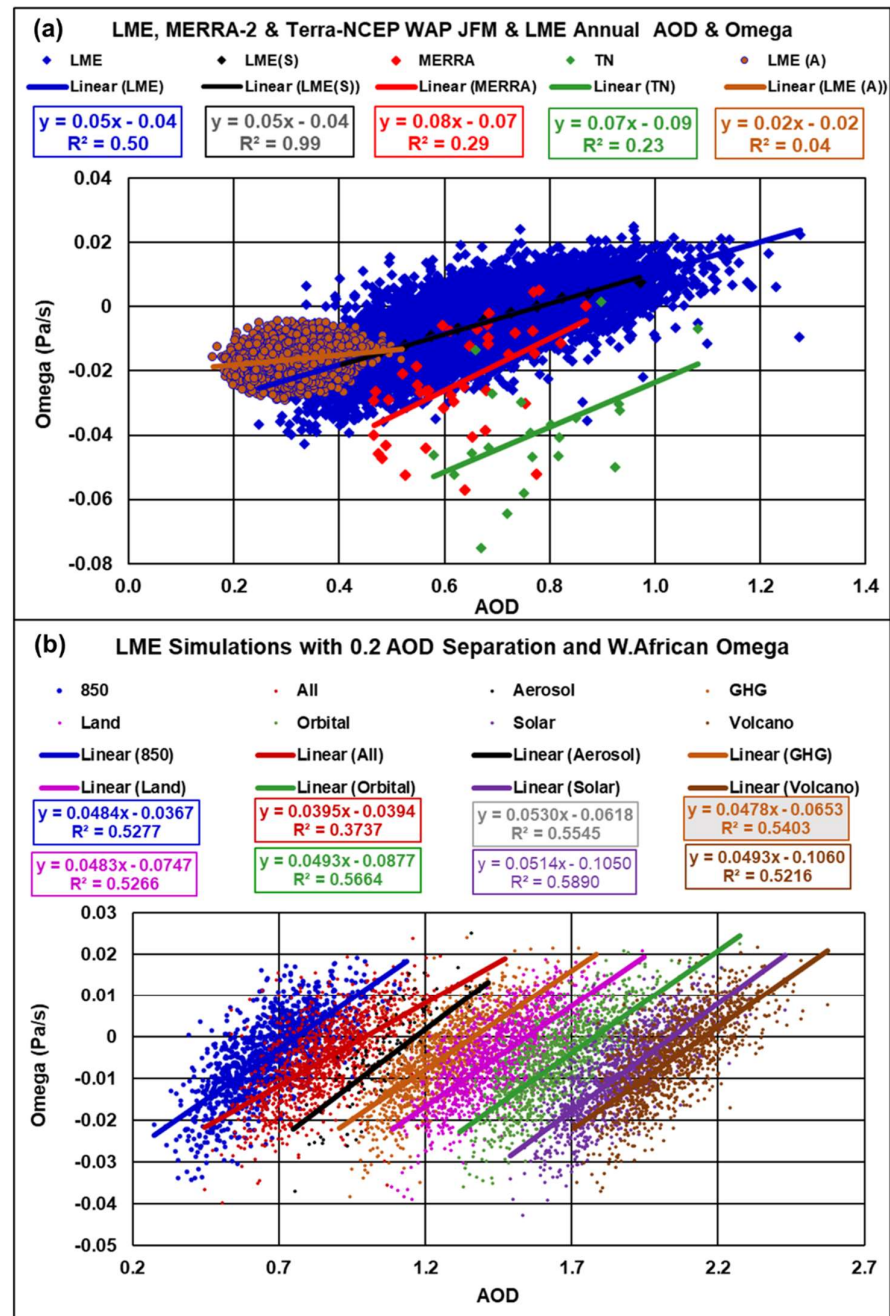 (a) LME, MERRA-2 & Terra-NCEP WAP JFM & LME Annual AOD & Omega
LME LME(S) MERRA TN LME (A)
Linear (LME) Linear (LME(S)) Linear (MERRA) Linear (TN) Linear (LME (A))
y = 0.05x - 0.04 y = 0.05x - 0.04 y = 0.08x - 0.07 y = 0.07x - 0.09 y = 0.02x - 0.02
R² = 0.50 R² = 0.99 R² = 0.29 R² = 0.23 R² = 0.04
0.04
0.02
0
-0.02
-0.04
-0.06
-0.08
Omega (Pa/s)
0.0 0.2 0.4 0.6 0.8 1.0 1.2 1.4
AOD
(b) LME Simulations with 0.2 AOD Separation and W.African Omega
850 All Aerosol GHG
Land Orbital Solar Volcano
Linear (850) Linear (All) Linear (Aerosol) Linear (GHG)
Linear (Land) Linear (Orbital) Linear (Solar) Linear (Volcano)
y = 0.0484x - 0.0367 y = 0.0395x - 0.0394 y = 0.0530x - 0.0618 y = 0.0478x - 0.0653
R² = 0.5277 R² = 0.3737 R² = 0.5545 R² = 0.5403
y = 0.0483x - 0.0747 y = 0.0493x - 0.0877 y = 0.0514x - 0.1050 y = 0.0493x - 0.1060
R² = 0.5266 R² = 0.5664 R² = 0.5890 R² = 0.5216
0.03
0.02
0.01
0
-0.01
-0.02
-0.03
-0.04
-0.05
Omega (Pa/s)
0.2 0.7 1.2 1.7 2.2 2.7
AOD